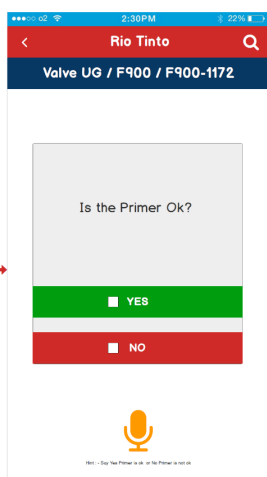 o2 2:30PM 22%
Rio Tinto
Valve UG / F900 / F900-1172
Is the Primer Ok?
YES
NO
Hint : - Say Yes Primer is ok or No Primer is not ok